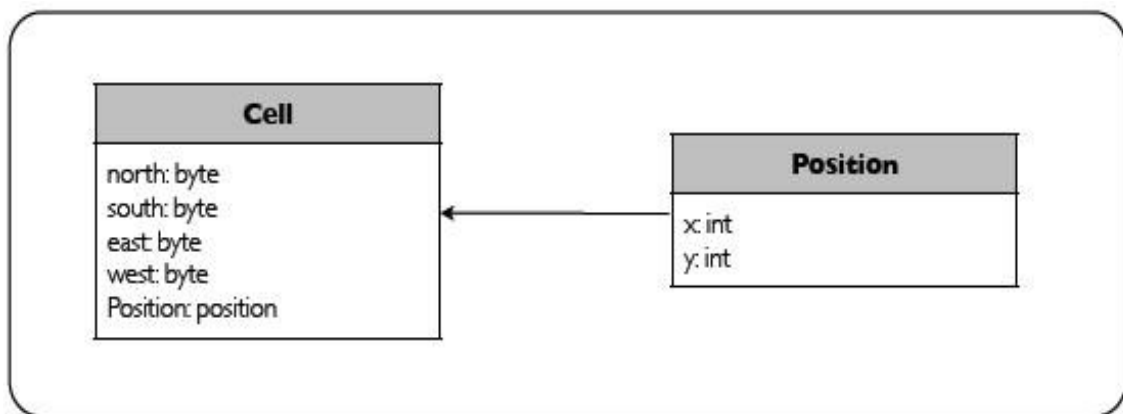 Cell
north: byte
south: byte
east: byte
west: byte
Position: position
Position
x: int
y: int